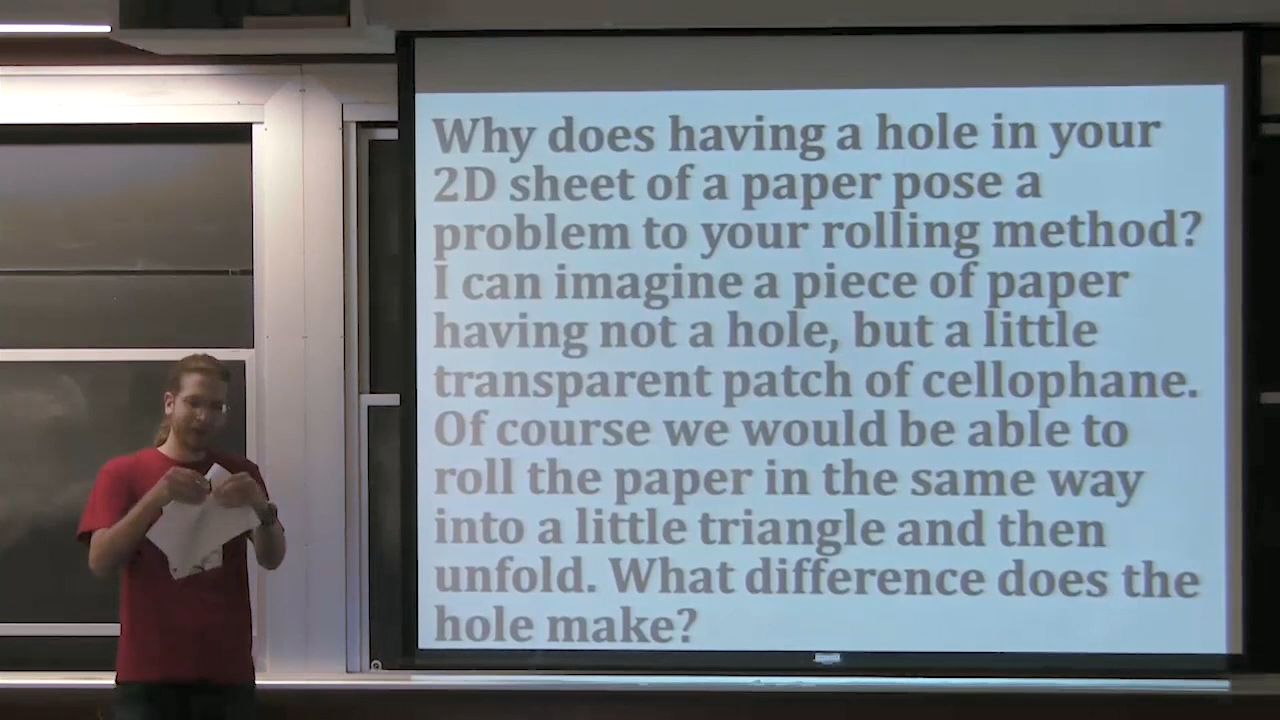 Why does having a hole in your
2D sheet of a paper pose a
problem to your rolling method?
I can imagine a piece of paper
having not a hole, but a little
transparent patch of cellophane.
Of course we would be able to
roll the paper in the same way
into a little triangle and then
unfold. What difference does the
hole make?